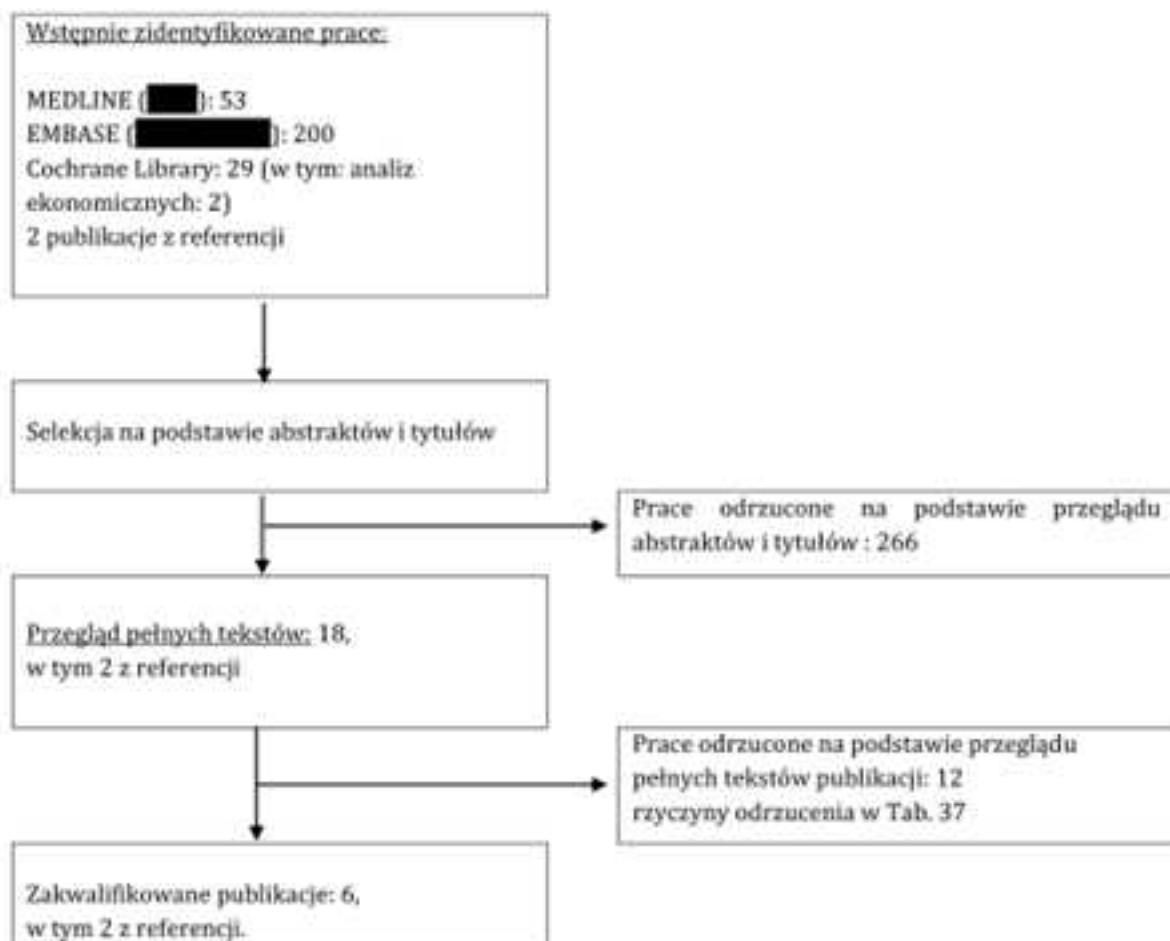 Wstępnie zidentyfikowane prace:
MEDLINE (): 53
EMBASE (): 200
Cochrane Library: 29 (w tym: analiz
ekonomicznych: 2)
2 publikacje z referencji
Selekcja na podstawie abstraktów i tytułów
Prace odrzucone na podstawie przeglądu
abstraktów i tytułów : 266
Przegląd pełnych tekstów: 18,
w tym 2 z referencji
Prace odrzucone na podstawie przeglądu
pełnych tekstów publikacji: 12
rzyczyny odrzucenia w Tab. 37
Zakwalifikowane publikacje: 6,
w tym 2 z referencji.